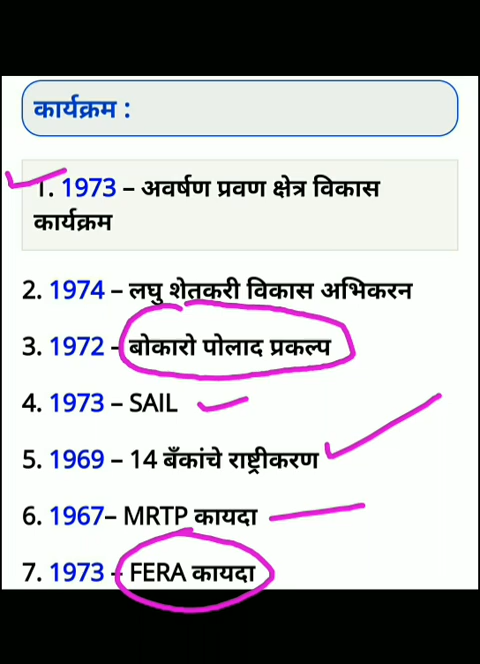 कार्यक्रम :
1. 1973 – अवर्षण प्रवण क्षेत्र विकास
कार्यक्रम
2. 1974 – लघु शेतकरी विकास अभिकरन
3. 1972 - बोकारो पोलाद प्रकल्प
4. 1973 – SAIL
5. 1969 – 14 बँकांचे राष्ट्रीकरण
6. 1967– MRTP कायदा
7. 1973 - FERA कायदा